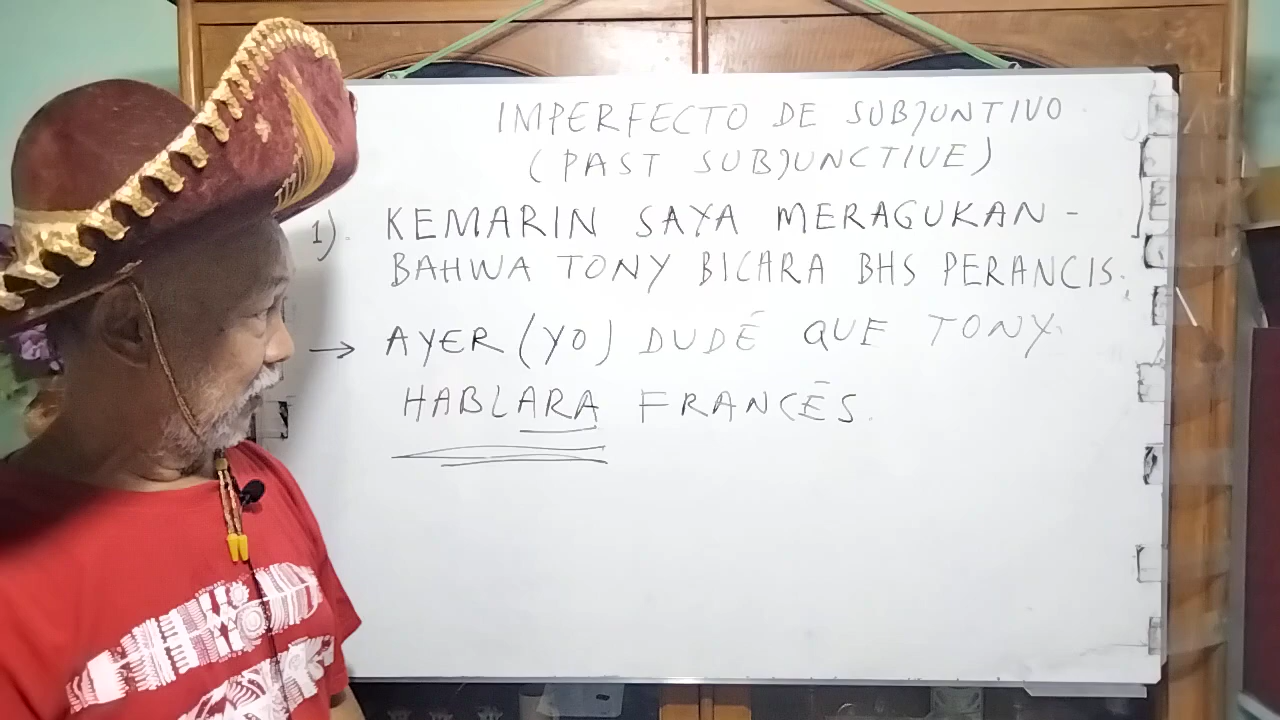 IMPERFECTO DE SUBJUNTIVO
(PAST SUBJUNCTIVE)
1). KEMARIN SAYA MERAGUKAN -
BAHWA TONY BICARA BHS PERANCIS.
→ AYER (YO) DUDÉ QUE TONY
HABLARA FRANCÉS.